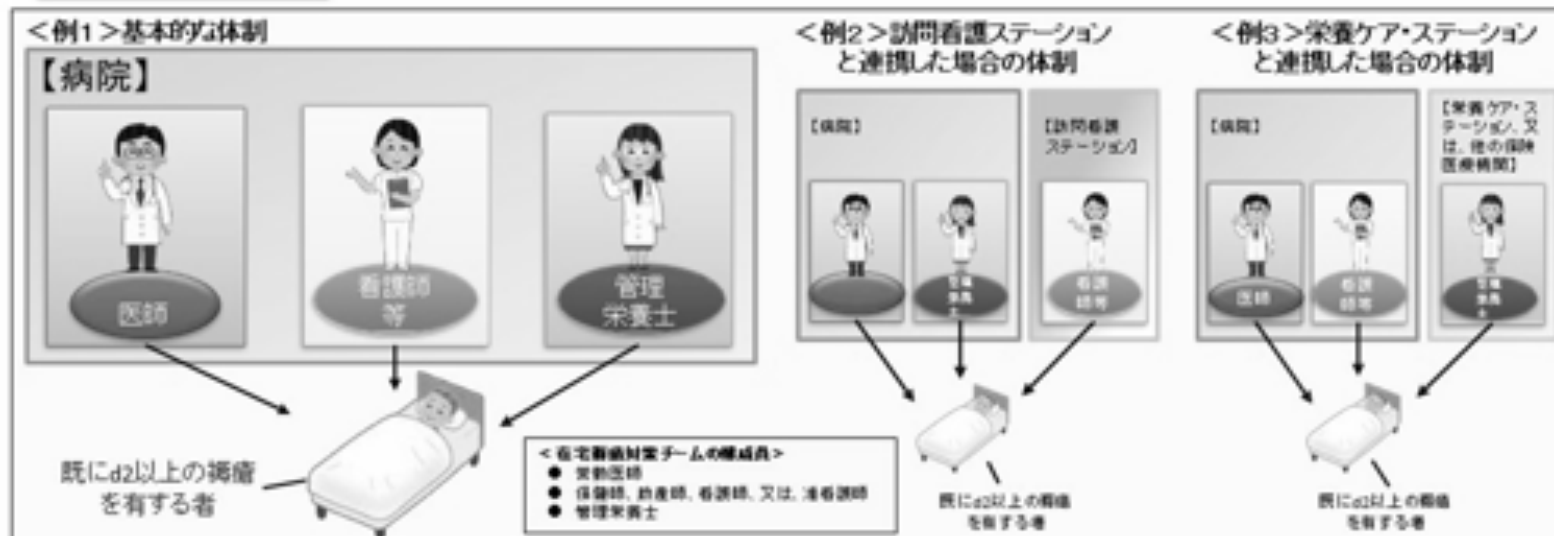 <例1>基本的な体制
【病院】
医師
看護師
等
管理
栄養士
既にd2以上の褥瘡
を有する者
<在宅褥瘡対策チームの構成員>
● 常勤医師
● 保健師、助産師、看護師、又は、准看護師
● 管理栄養士
<例2>訪問看護ステーション
と連携した場合の体制
【病院】
【訪問看護
ステーション】
看護
師等
既にd2以上の褥瘡
を有する者
<例3>栄養ケア・ステーション
と連携した場合の体制
【病院】
【栄養ケア・ス
テーション、又
は、他の保険
医療機関】
医師
看護
師等
既にd2以上の褥瘡
を有する者